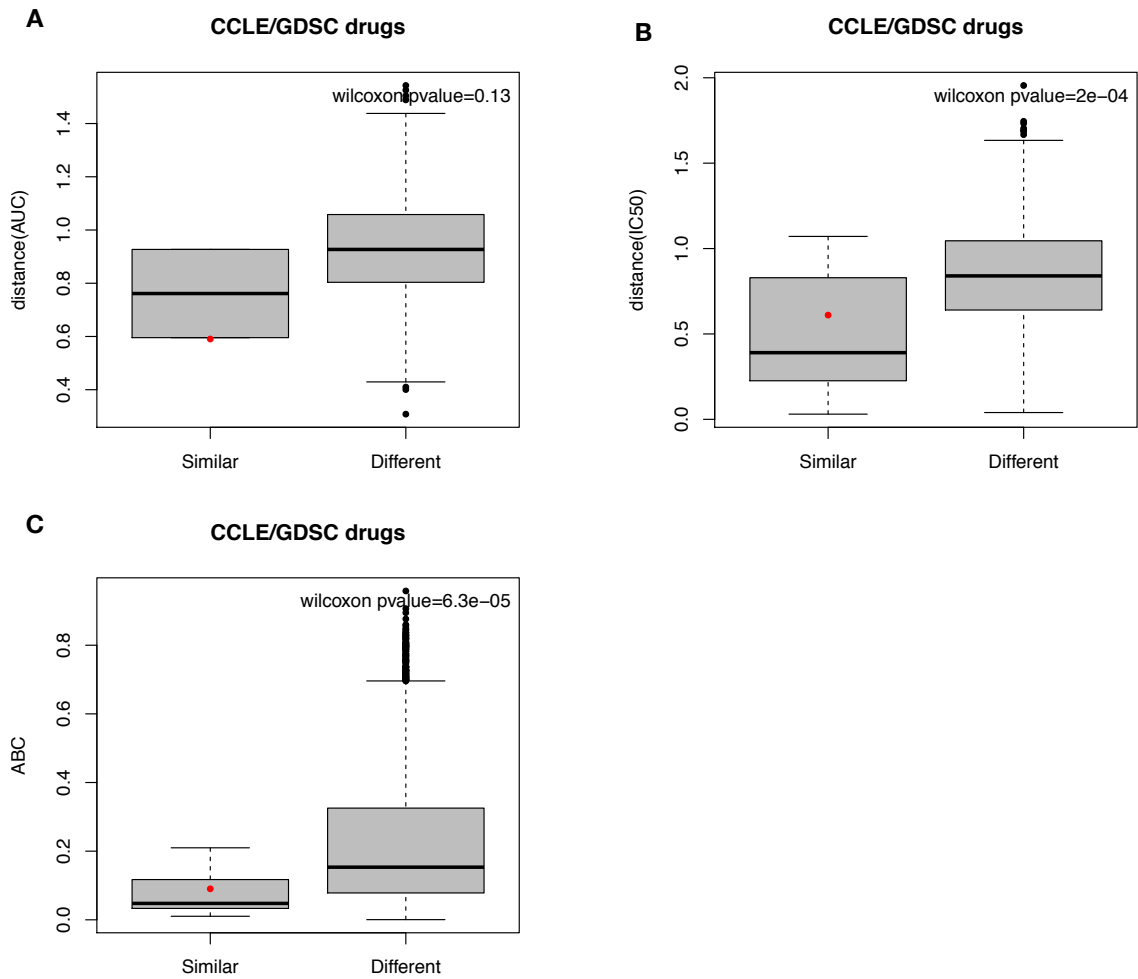 A
CCLE/GDSC drugs
wilcoxon pvalue=0.13
distance(AUC)
1.4
1.2
1.0
0.8
0.6
0.4
Similar
Different
B
CCLE/GDSC drugs
wilcoxon pvalue=2e−04
distance(IC50)
2.0
1.5
1.0
0.5
0.0
Similar
Different
C
CCLE/GDSC drugs
wilcoxon pvalue=6.3e−05
ABC
0.8
0.6
0.4
0.2
0.0
Similar
Different